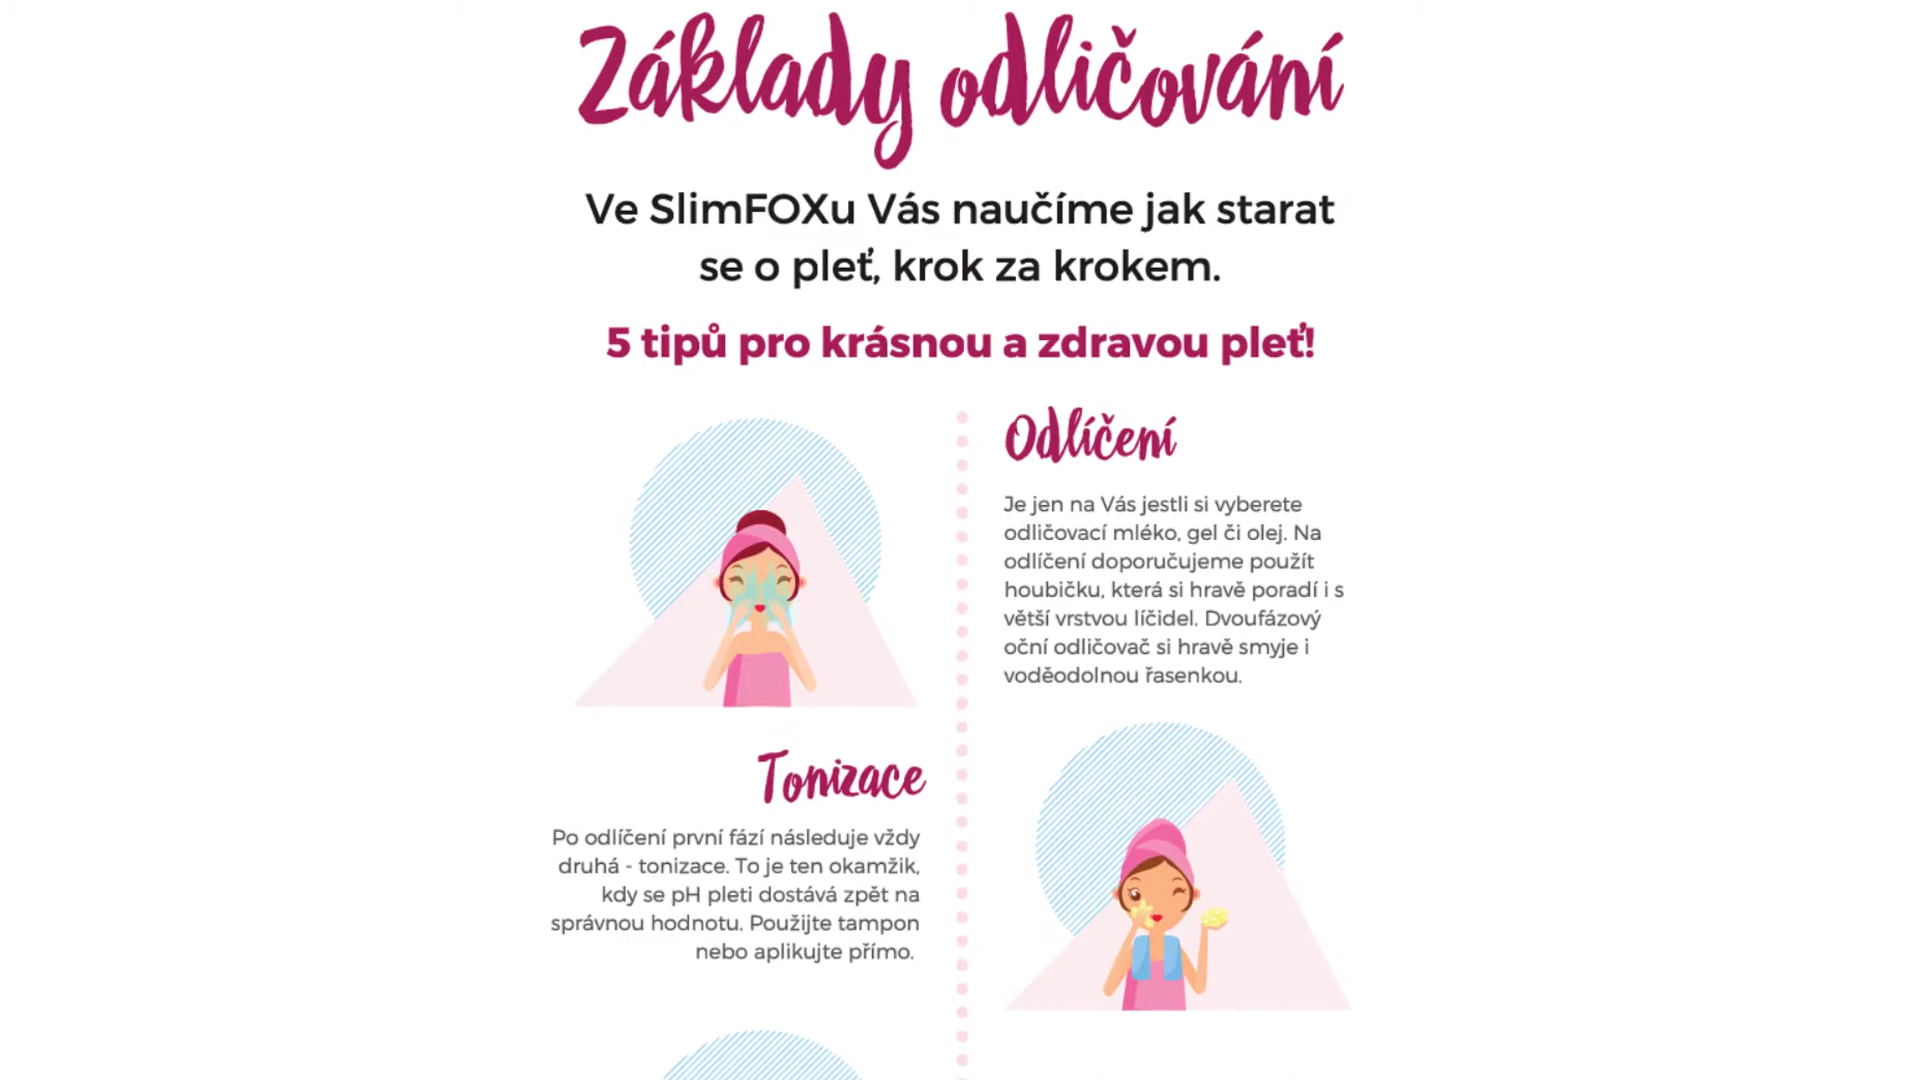 Základy odličování
Ve SlimFOXu Vás naučíme jak starat
se o pleť, krok za krokem.
5 tipů pro krásnou a zdravou pleť!
Odlíčení
Je jen na Vás jestli si vyberete
odličovací mléko, gel či olej. Na
odlíčení doporučujeme použít
houbičku, která si hravě poradí i s
větší vrstvou líčidel. Dvoufázový
oční odličovač si hravě smyje i
voděodolnou řasenkou.
Tonizace
Po odlíčení první fází následuje vždy
druhá - tonizace. To je ten okamžik,
kdy se pH pleti dostává zpět na
správnou hodnotu. Použijte tampon
nebo aplikujte přímo.